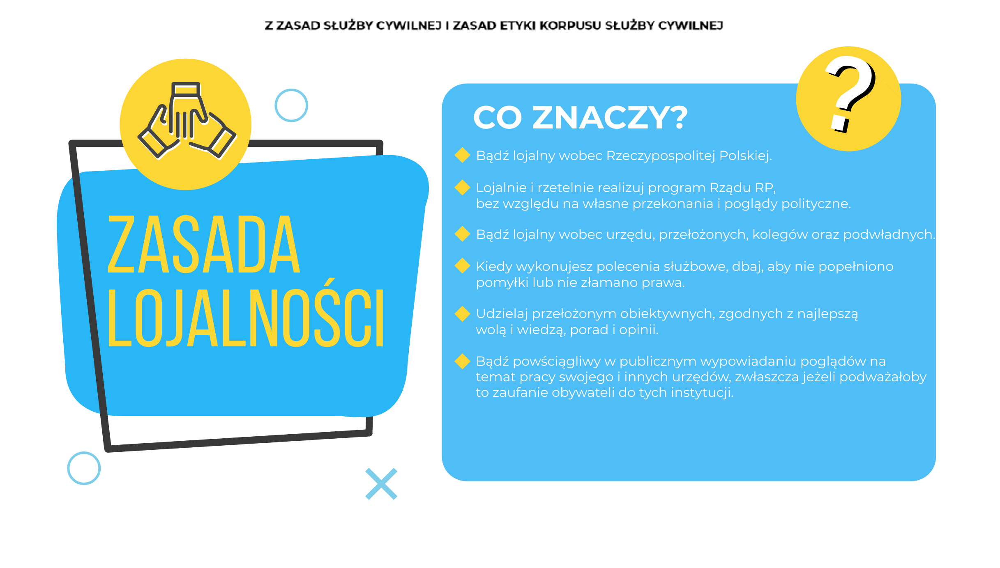 Z ZASAD SŁUŻBY CYWILNEJ I ZASAD ETYKI KORPUSU SŁUŻBY CYWILNEJ
ZASADA
LOJALNOŚCI
?
CO ZNACZY?
Bądź lojalny wobec Rzeczypospolitej Polskiej.
Lojalnie i rzetelnie realizuj program Rządu RP,
bez względu na własne przekonania i poglądy polityczne.
Bądź lojalny wobec urzędu, przełożonych, kolegów oraz podwładnych.
Kiedy wykonujesz polecenia służbowe, dbaj, aby nie popełniono
pomyłki lub nie złamano prawa.
Udzielaj przełożonym obiektywnych, zgodnych z najlepszą
wolą i wiedzą, porad i opinii.
Bądź powściągliwy w publicznym wypowiadaniu poglądów na
temat pracy swojego i innych urzędów, zwłaszcza jeżeli podważałoby
to zaufanie obywateli do tych instytucji.